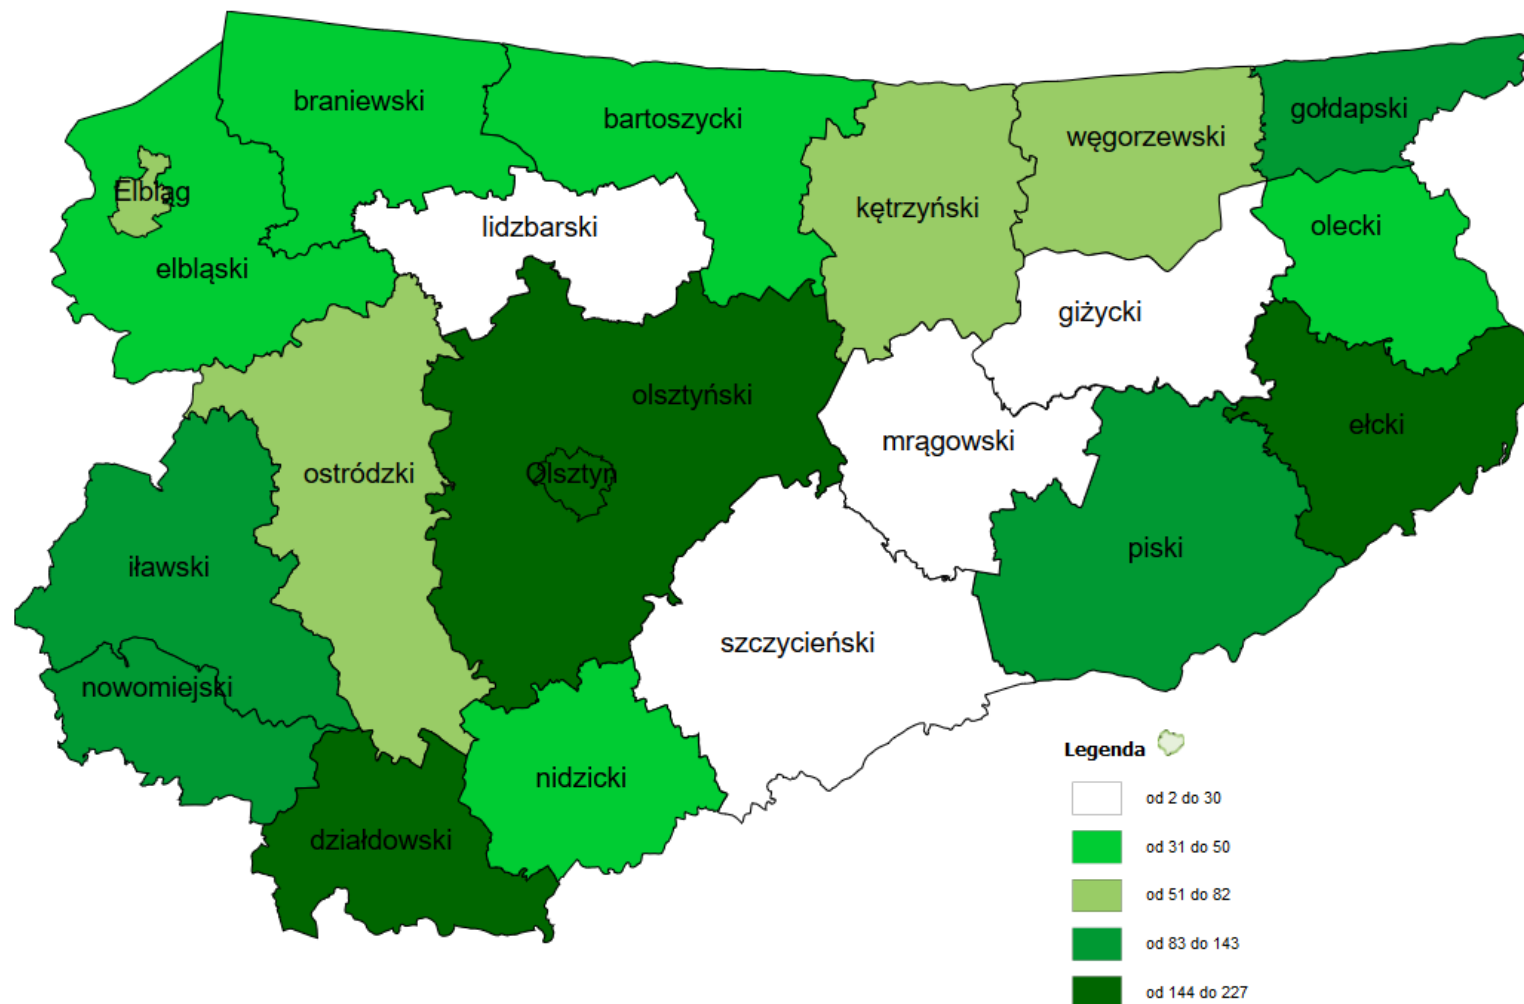 braniewski
bartoszycki
gołdapski
węgorzewski
Elbląg
kętrzyński
lidzbarski
olecki
elbląski
giżycki
olsztyński
ełcki
mrągowski
ostródzki
Olsztyn
piski
iławski
szczycieński
nowomiejski
nidzicki
działdowski
Legenda
od 2 do 30
od 31 do 50
od 51 do 82
od 83 do 143
od 144 do 227